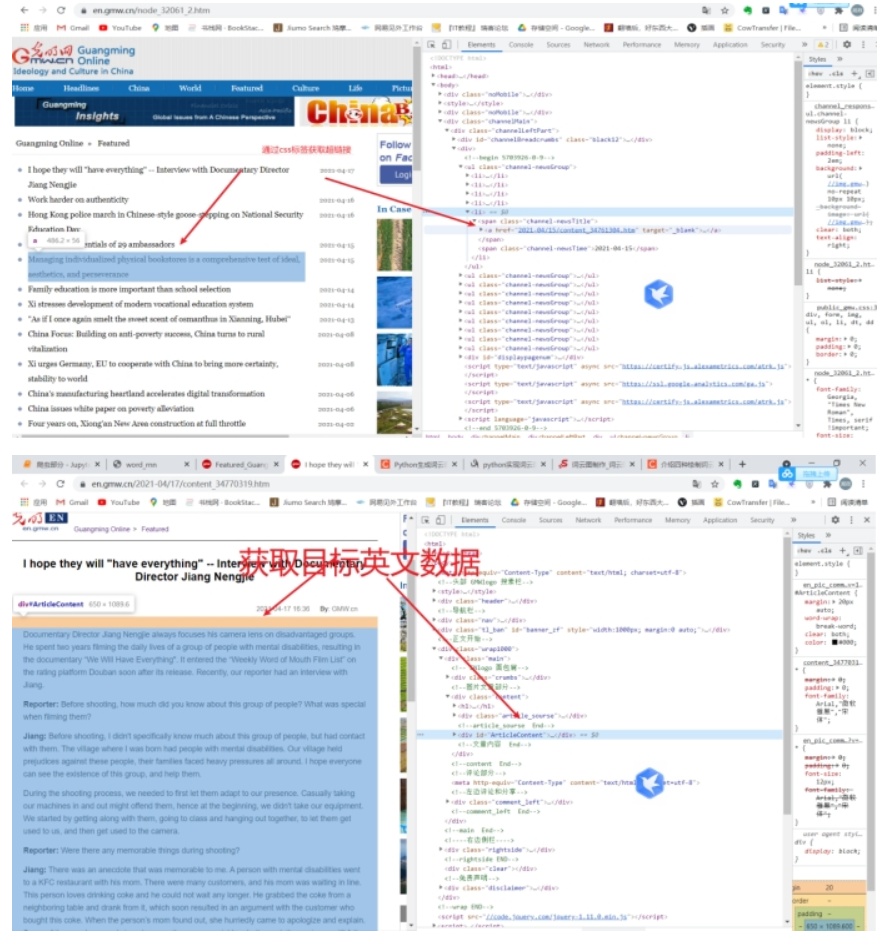 en.gmw.cn/node_32061_2.htm
应用 Gmail YouTube 地图 书栈网 · BookStac... Jiumo Search 鸠摩... 网易见外工作台 存储空间 - Google... 翻墙后, 好东西大... 插画 CowTransfer | File... 阅读清单
光明网 Guangming
GMW.CN Online
Ideology and Culture in China
Home Headlines China World Featured Culture Life Pictu
Guangming Insights Global Issues from A Chinese Perspective
Guangming Online » Featured
通过css标签获取超链接
Follow
on Fac
Logi
In Case
I hope they will "have everything" -- Interview with Documentary Director 2021-04-17
Jiang Nengjie
Work harder on authenticity 2021-04-16
Hong Kong police march in Chinese-style goose-stepping on National Security 2021-04-16
Education Day
a 486.2 × 56
entials of 29 ambassadors 2021-04-15
Managing individualized physical bookstores is a comprehensive test of ideal, 2021-04-15
aesthetics, and perseverance
Family education is more important than school selection 2021-04-14
Xi stresses development of modern vocational education system 2021-04-14
"As if I once again smelt the sweet scent of osmanthus in Xianning, Hubei" 2021-04-13
China Focus: Building on anti-poverty success, China turns to rural 2021-04-08
vitalization
Xi urges Germany, EU to cooperate with China to bring more certainty, 2021-04-08
stability to world
China's manufacturing heartland accelerates digital transformation 2021-04-06
China issues white paper on poverty alleviation 2021-04-06
Four years on, Xiong'an New Area construction at full throttle 2021-04-02
Elements Console Sources Network Performance Memory Application Security
<!DOCTYPE html>
<html>
<head>…</head>
<body>
<div class="noMobile">…</div>
<style>…</style>
<div class="noMobile">…</div>
<div class="channelMain">
<div class="channelLeftPart">
<div id="channelBreadcrumbs" class="black12">…</div>
<div>
<!--begin 5783926-0-9-->
<ul class="channel-newsGroup">
<li>…</li>
<li>…</li>
<li>…</li>
<li>…</li>
<li> == $0
<span class="channel-newsTitle">
<a href="2021-04/15/content_34761304.htm" target="_blank">…</a>
</span>
<span class="channel-newsTime">2021-04-15</span>
</li>
</ul>
<ul class="channel-newsGroup">…</ul>
<ul class="channel-newsGroup">…</ul>
<ul class="channel-newsGroup">…</ul>
<ul class="channel-newsGroup">…</ul>
<ul class="channel-newsGroup">…</ul>
<ul class="channel-newsGroup">…</ul>
<ul class="channel-newsGroup">…</ul>
<ul class="channel-newsGroup">…</ul>
<ul class="channel-newsGroup">…</ul>
<div id="displaypagenum">…</div>
<script type="text/javascript" async src="https://certify-js.alexametrics.com/atrk.js">
</script>
<script type="text/javascript" async src="https://ssl.google-analytics.com/ga.js">
</script>
<script type="text/javascript" async src="https://certify-js.alexametrics.com/atrk.js">
</script>
<script language="javascript">…</script>
<!--end 5783926-0-9-->
Styles
:hov .cls
element.style {
}
channel_respons…
ul.channel-
newsGroup li {
display: block;
list-style:
none;
padding-left:
2em;
background:
url(
//img.gmw.…)
no-repeat
10px 10px;
clear: both;
text-align:
right;
}
node_32061_2.ht…
li {
list-style:
none;
}
public_gmw.css:3
div, form, img,
ul, ol, li, dt, dd
{
margin: 0;
padding: 0;
border: 0;
}
node_32061_2.ht…
* {
font-family:
Georgia,
"Times New
Roman",
Times, serif
!important;
font-size:
爬虫部分 - Jupyt word_mn Featured_Guang I hope they will Python生成词云 python实现词云 词云图制作_词云 介绍四种绘制词云
en.gmw.cn/2021-04/17/content_34770319.htm
应用 Gmail YouTube 地图 书栈网 · BookStac... Jiumo Search 鸠摩... 网易见外工作台 存储空间 - Google... 翻墙后, 好东西大... 插画 CowTransfer | File... 阅读清单
EN
en.gmw.cn Guangming Online > Featured
获取目标英文数据
I hope they will "have everything" -- Interview with Documentary
Director Jiang Nengjie
div#ArticleContent 650 × 1089.6
2021-04-17 16:36 By: GMW.cn
Documentary Director Jiang Nengjie always focuses his camera lens on disadvantaged groups.
He spent two years filming the daily lives of a group of people with mental disabilities, resulting in
the documentary "We Will Have Everything". It entered the "Weekly Word of Mouth Film List" on
the rating platform Douban soon after its release. Recently, our reporter had an interview with
Jiang.
Reporter: Before shooting, how much did you know about this group of people? What was special
when filming them?
Jiang: Before shooting, I didn't specifically know much about this group of people, but had contact
with them. The village where I was born had people with mental disabilities. Our village held
prejudices against these people, their families faced heavy pressures all around. I hope everyone
can see the existence of this group, and help them.
During the shooting process, we needed to first let them adapt to our presence. Casually taking
our machines in and out might offend them, hence at the beginning, we didn't take our equipment.
We started by getting along with them, going to class and hanging out together, to let them get
used to us, and then get used to the camera.
Reporter: Were there any memorable things during shooting?
Jiang: There was an anecdote that was memorable to me. A person with mental disabilities went
to a KFC restaurant with his mom. There were many customers, and his mom was waiting in line.
This person loves drinking coke and he could not wait any longer. He grabbed the coke from a
neighboring table and drank from it, which soon resulted in an argument with the customer who
bought this coke. When the person's mom found out, she hurriedly came to apologize and explain.
Elements Console Sources Network Performance Memory Application Security
<!DOCTYPE html>
<html>
<meta http-equiv="Content-Type" content="text/html; charset=utf-8">
<!--头部 GMWlogo 搜索栏-->
<style>…</style>
<div class="header">…</div>
<!--导航栏-->
<div class="nav">…</div>
<div class="tl_ban" id="banner_cf" style="width:1000px; margin:0 auto;">…</div>
<!--正文开始-->
<div class="wrap1000">
<div class="main">
<!-- GMWlogo 面包屑-->
<div class="crumbs">…</div>
<!--图片文章部分-->
<div class="content">
<h1>…</h1>
<div class="article_sourse">…</div>
<!--article_sourse End-->
<div id="ArticleContent">…</div> == $0
<!--文章内容 End-->
</div>
<!--content End-->
<!--评论部分-->
<meta http-equiv="Content-Type" content="text/html; charset=utf-8">
<!--左边评论和分享-->
<div class="comment_left">…</div>
<!--comment_left End-->
</div>
<!--main End-->
<!----右边侧栏---->
<div class="rightside">…</div>
<!--rightside END-->
<div class="clear"></div>
<!--免责声明-->
<div class="disclaimer">…</div>
</div>
<!--wrap END-->
<script src="//code.jquery.com/jquery-1.11.0.min.js"></script>
Styles
:hov .cls
element.style {
}
en_pic_comm…<1…
#ArticleContent {
margin: 20px
auto;
word-wrap:
break-word;
clear: both;
color: #000;
}
content_3477031…
* {
margin: 0;
padding: 0;
font-family:
Arial,"微软
雅黑","宋
体";
}
margin: 0;
padding: 0;
font-size:
12px;
font-family:
Arial,"微软
雅黑","宋
体";
}
user agent styl…
div {
display: block;
}
20
padding
650 × 1089.600